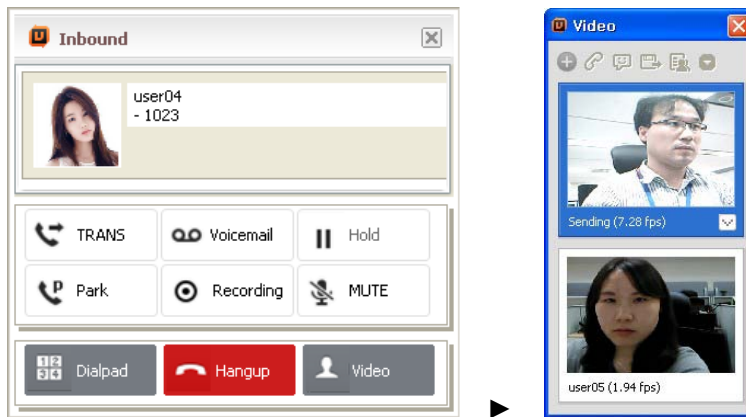 Inbound
user04
- 1023
TRANS
Voicemail
Hold
Park
Recording
MUTE
Dialpad
Hangup
Video
Video
Sending (7.28 fps)
user05 (1.94 fps)